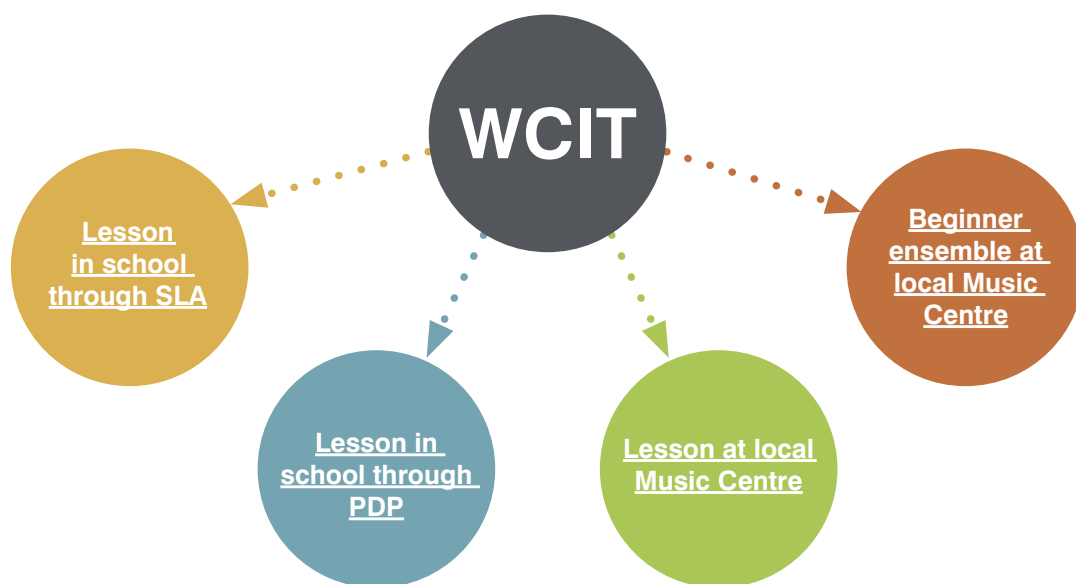 WCIT
Lesson
in school
through SLA
Beginner
ensemble at
local Music
Centre
Lesson in
school through
PDP
Lesson at local
Music Centre